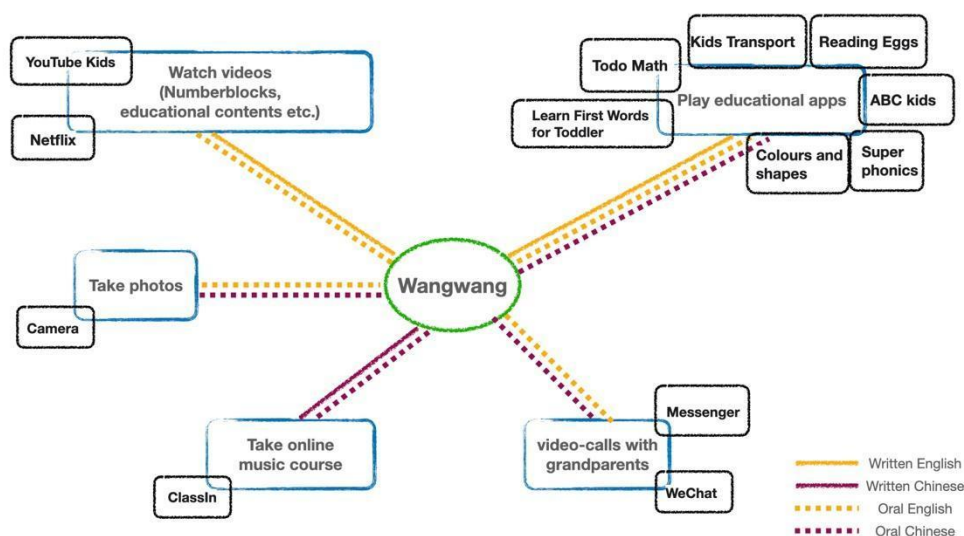 YouTube Kids
Watch videos
(Numberblocks,
educational contents etc.)
Netflix
Kids Transport
Reading Eggs
Todo Math
Play educational apps
ABC kids
Learn First Words
for Toddler
Colours and
shapes
Super
phonics
Take photos
Camera
Wangwang
Take online
music course
ClassIn
Messenger
video-calls with
grandparents
WeChat
Written English
Written Chinese
Oral English
Oral Chinese